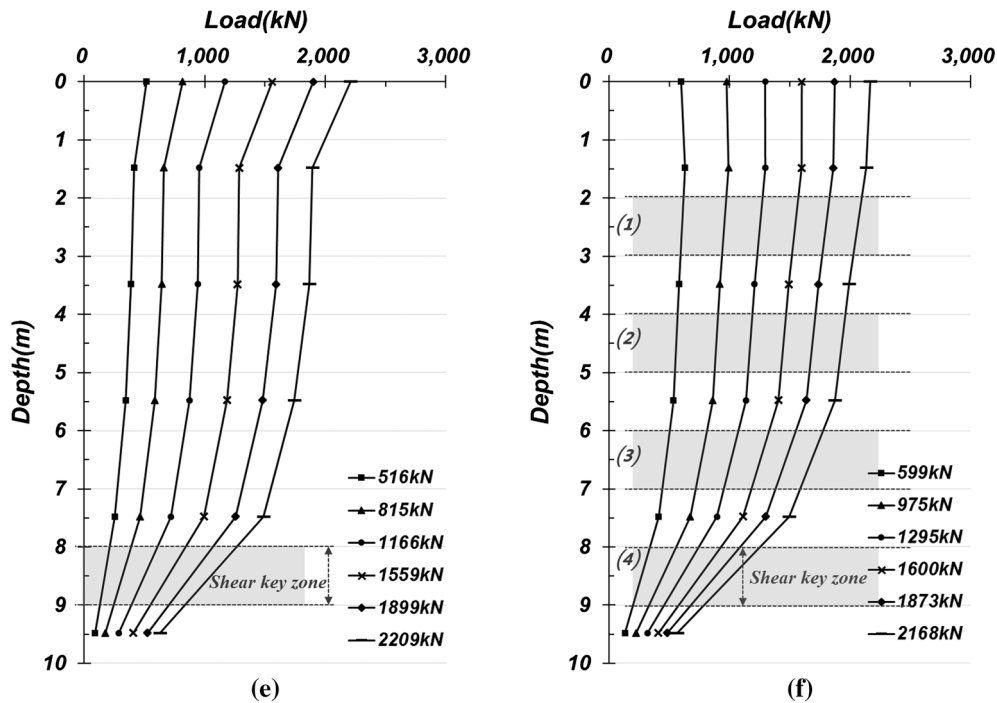 Load(kN)
0 1,000 2,000 3,000
0
1
2
3
4
5
6
7
8
9
10
Depth(m)
516kN
815kN
1166kN
1559kN
1899kN
2209kN
Shear key zone
(e)
Load(kN)
0 1,000 2,000 3,000
0
1
2
3
4
5
6
7
8
9
10
Depth(m)
(1)
(2)
(3)
(4)
599kN
975kN
1295kN
1600kN
1873kN
2168kN
Shear key zone
(f)